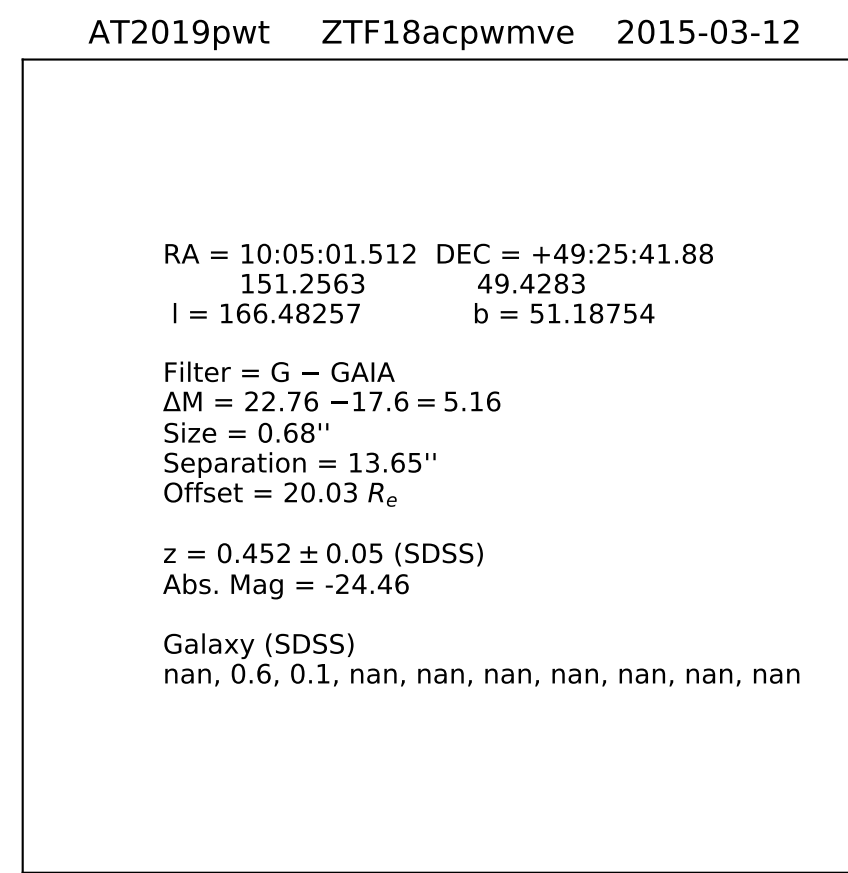 AT2019pwt ZTF18acpwmve 2015-03-12
RA = 10:05:01.512 DEC = +49:25:41.88
151.2563 49.4283
l = 166.48257 b = 51.18754
Filter = G − GAIA
ΔM = 22.76 −17.6 = 5.16
Size = 0.68''
Separation = 13.65''
Offset = 20.03 Rₑ
z = 0.452 ± 0.05 (SDSS)
Abs. Mag = -24.46
Galaxy (SDSS)
nan, 0.6, 0.1, nan, nan, nan, nan, nan, nan, nan